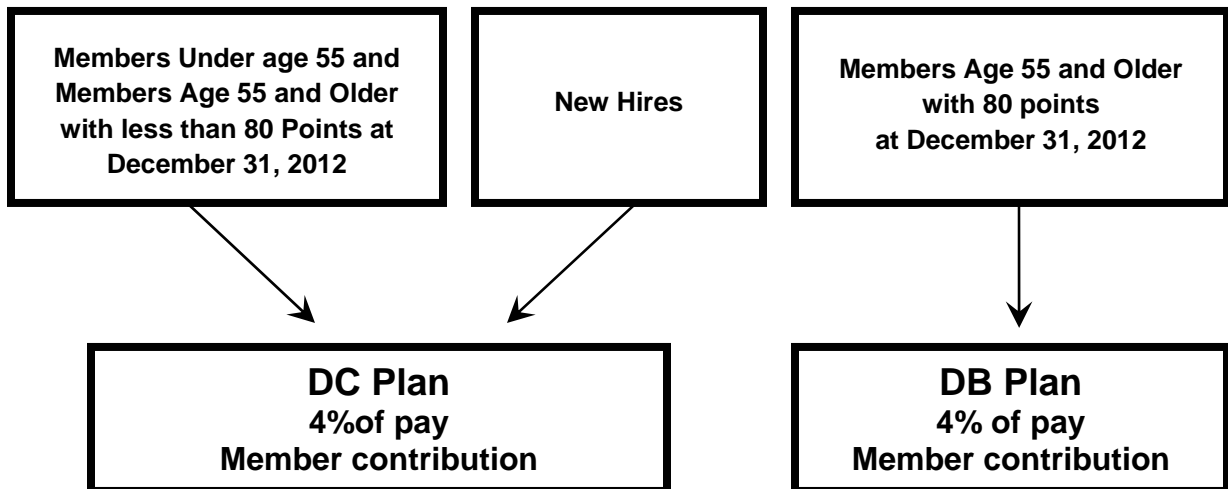 Members Under age 55 and
Members Age 55 and Older
with less than 80 Points at
December 31, 2012
New Hires
Members Age 55 and Older
with 80 points
at December 31, 2012
DC Plan
4%of pay
Member contribution
DB Plan
4% of pay
Member contribution